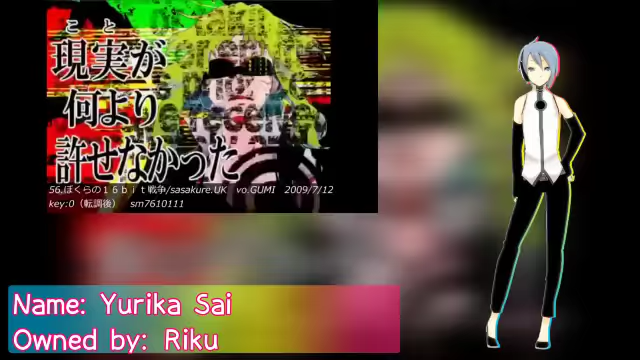 こと
現実が
何より
許せなかった
56,ぼくらの１６ｂｉｔ戦争/sasakure.UK vo.GUMI 2009/7/12
key:0（転調後） sm7610111
Name: Yurika Sai
Owned by: Riku